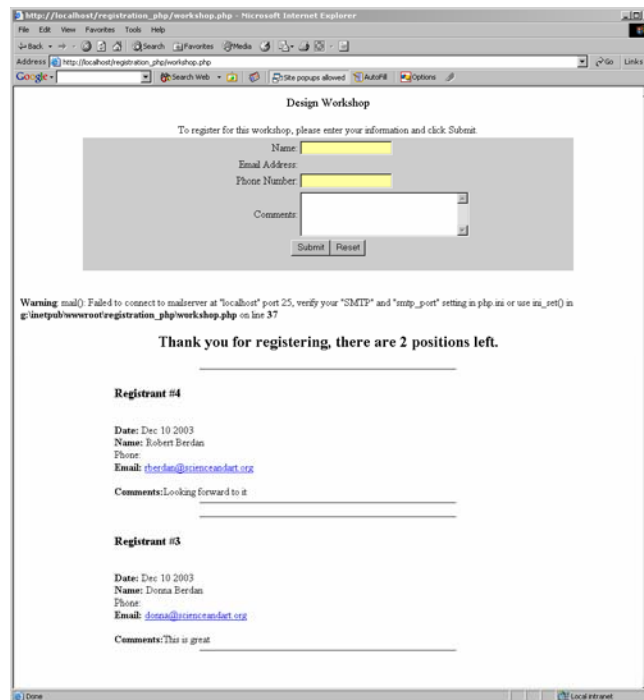 http://localhost/registration_php/workshop.php - Microsoft Internet Explorer
File Edit View Favorites Tools Help
Back Search Favorites Media
Address http://localhost/registration_php/workshop.php Go Links
Google Search Web Site popups allowed AutoFill Options
Design Workshop
To register for this workshop, please enter your information and click Submit.
Name:
Email Address:
Phone Number:
Comments:
Submit Reset
Warning: mail(): Failed to connect to mailserver at "localhost" port 25, verify your "SMTP" and "smtp_port" setting in php.ini or use ini_set() in
g:\inetpub\wwwroot\registration_php\workshop.php on line 37
Thank you for registering, there are 2 positions left.
Registrant #4
Date: Dec 10 2003
Name: Robert Berdan
Phone:
Email: rberdan@scienceandart.org
Comments:Looking forward to it
Registrant #3
Date: Dec 10 2003
Name: Donna Berdan
Phone:
Email: donna@scienceandart.org
Comments:This is great
Done Local intranet